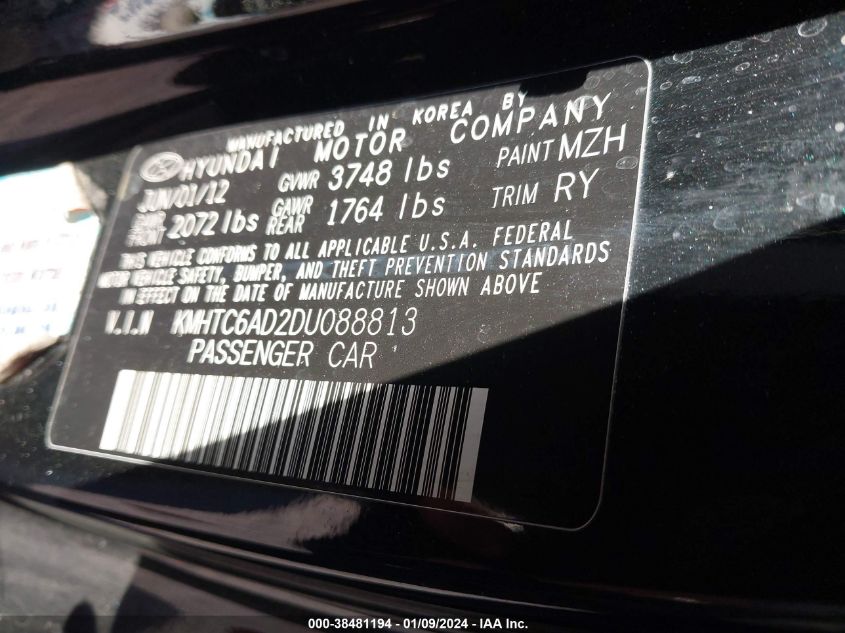 MANUFACTURED IN KOREA BY
HYUNDAI MOTOR COMPANY
JUN/01/12 GVWR 3748 lbs PAINT MZH
GAWR FRONT 2072 lbs GAWR REAR 1764 lbs TRIM RY
THIS VEHICLE CONFORMS TO ALL APPLICABLE U.S.A. FEDERAL
MOTOR VEHICLE SAFETY, BUMPER, AND THEFT PREVENTION STANDARDS
IN EFFECT ON THE DATE OF MANUFACTURE SHOWN ABOVE
V.I.N KMHTC6AD2DU088813
PASSENGER CAR
000-38481194 - 01/09/2024 - IAA Inc.